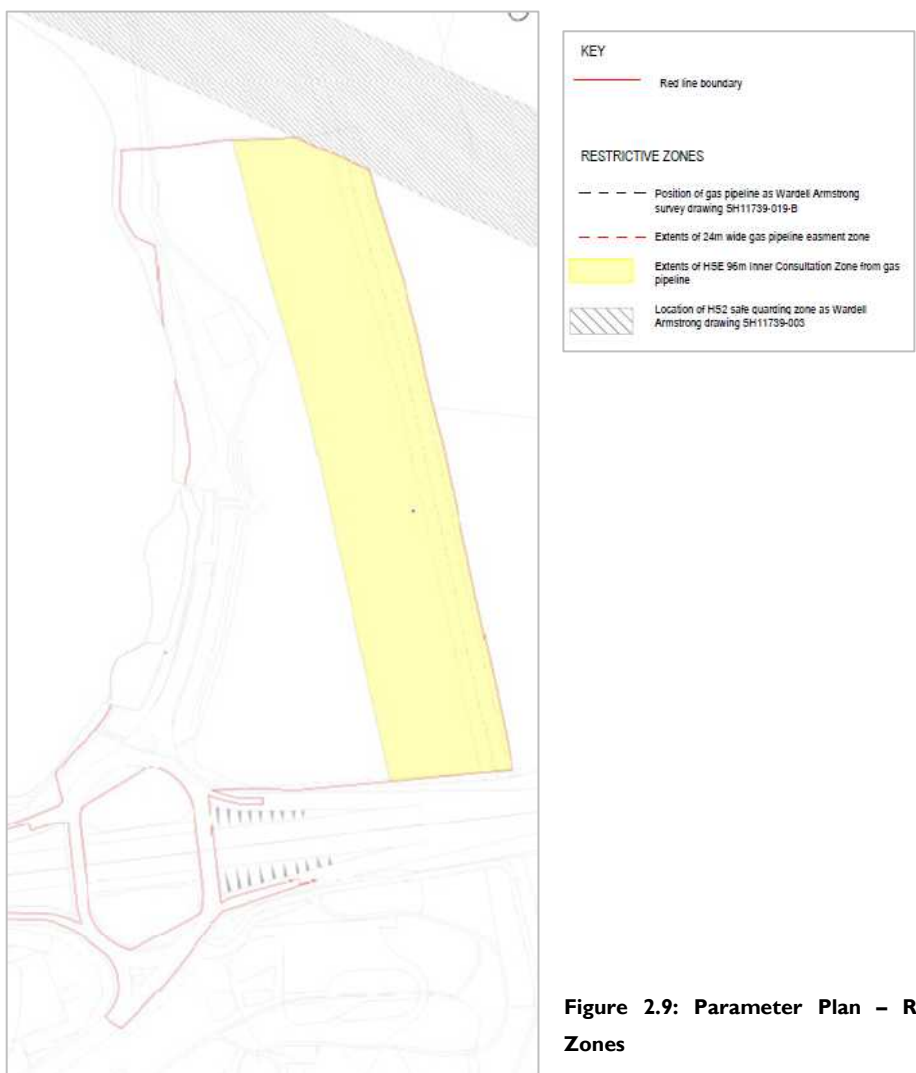 KEY
Red line boundary
RESTRICTIVE ZONES
Position of gas pipeline as Wardell Armstrong
survey drawing SH11739-019-B
Extents of 24m wide gas pipeline easment zone
Extents of HSE 96m Inner Consultation Zone from gas
pipeline
Location of HS2 safe guarding zone as Wardell
Armstrong drawing SH11739-003
Figure 2.9: Parameter Plan – R
Zones